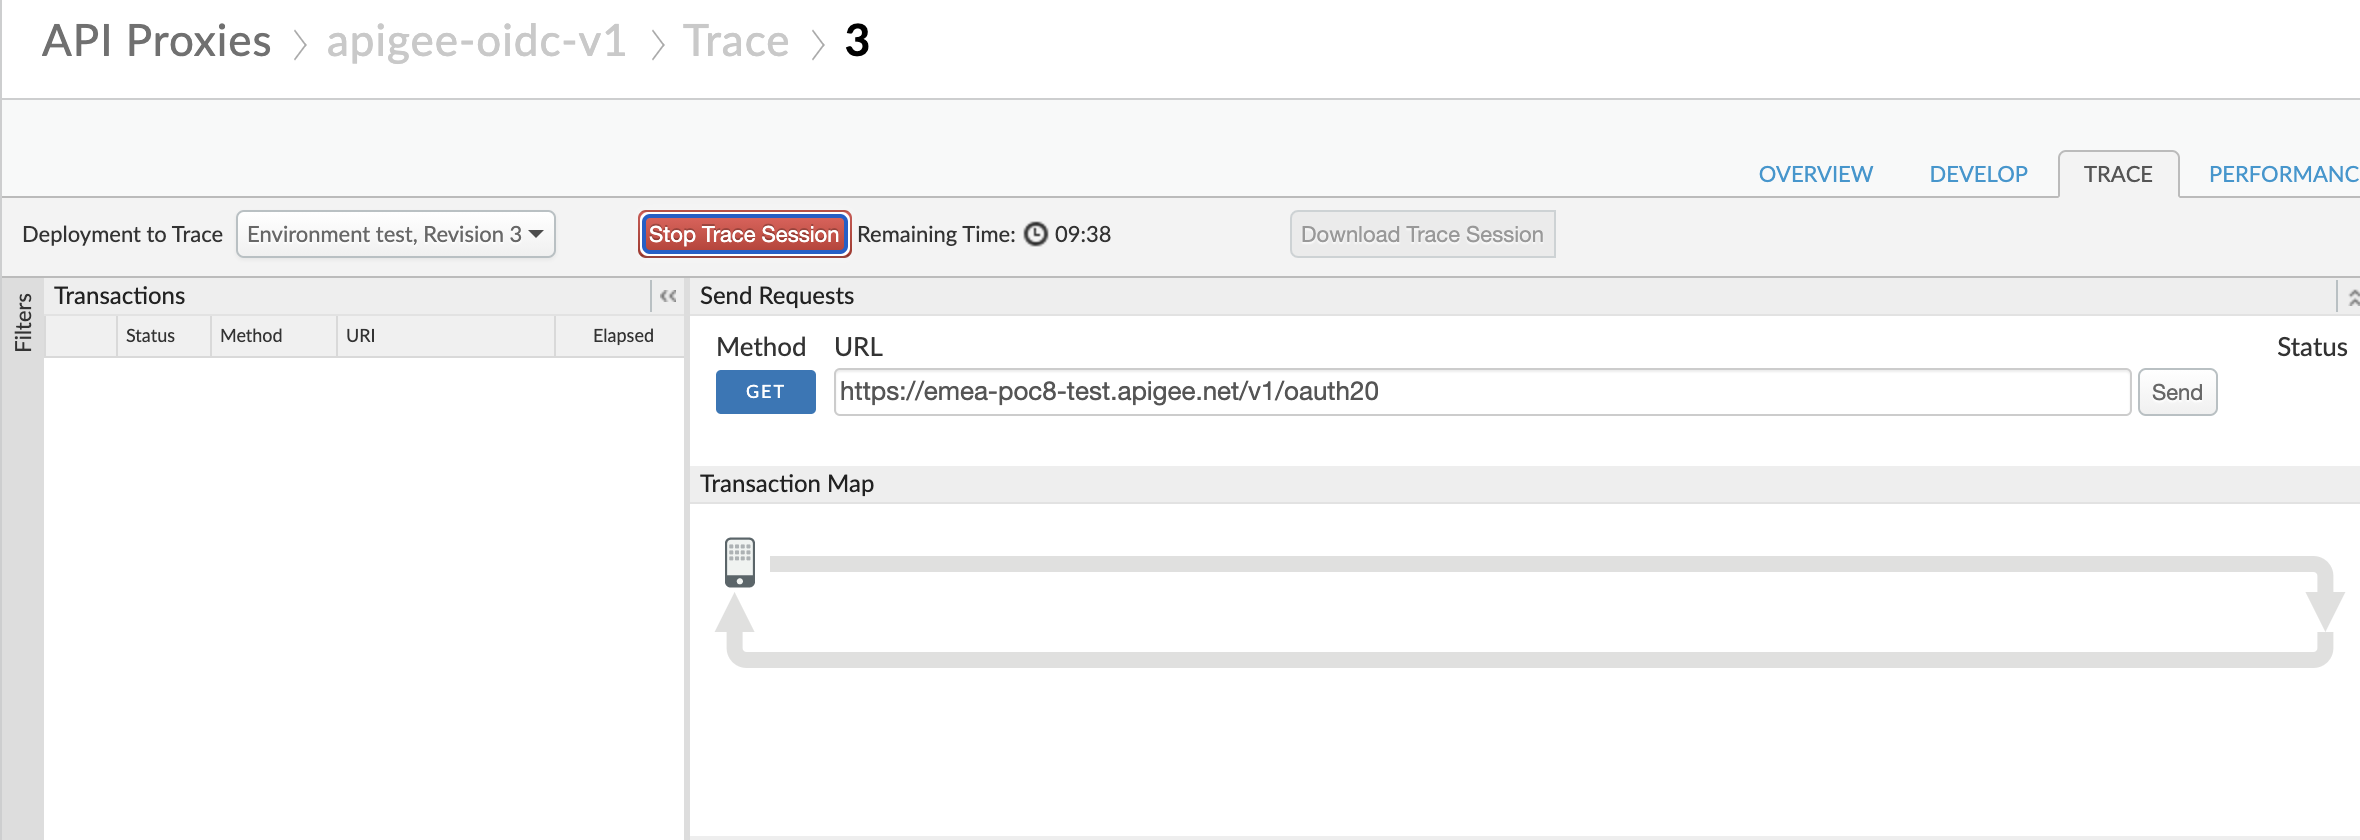 API Proxies > apigee-oidc-v1 > Trace > 3
OVERVIEW DEVELOP TRACE PERFORMANC
Deployment to Trace Environment test, Revision 3 Stop Trace Session Remaining Time: 09:38 Download Trace Session
Filters
Transactions
Status Method URI Elapsed
Send Requests
Method URL Status
GET https://emea-poc8-test.apigee.net/v1/oauth20 Send
Transaction Map